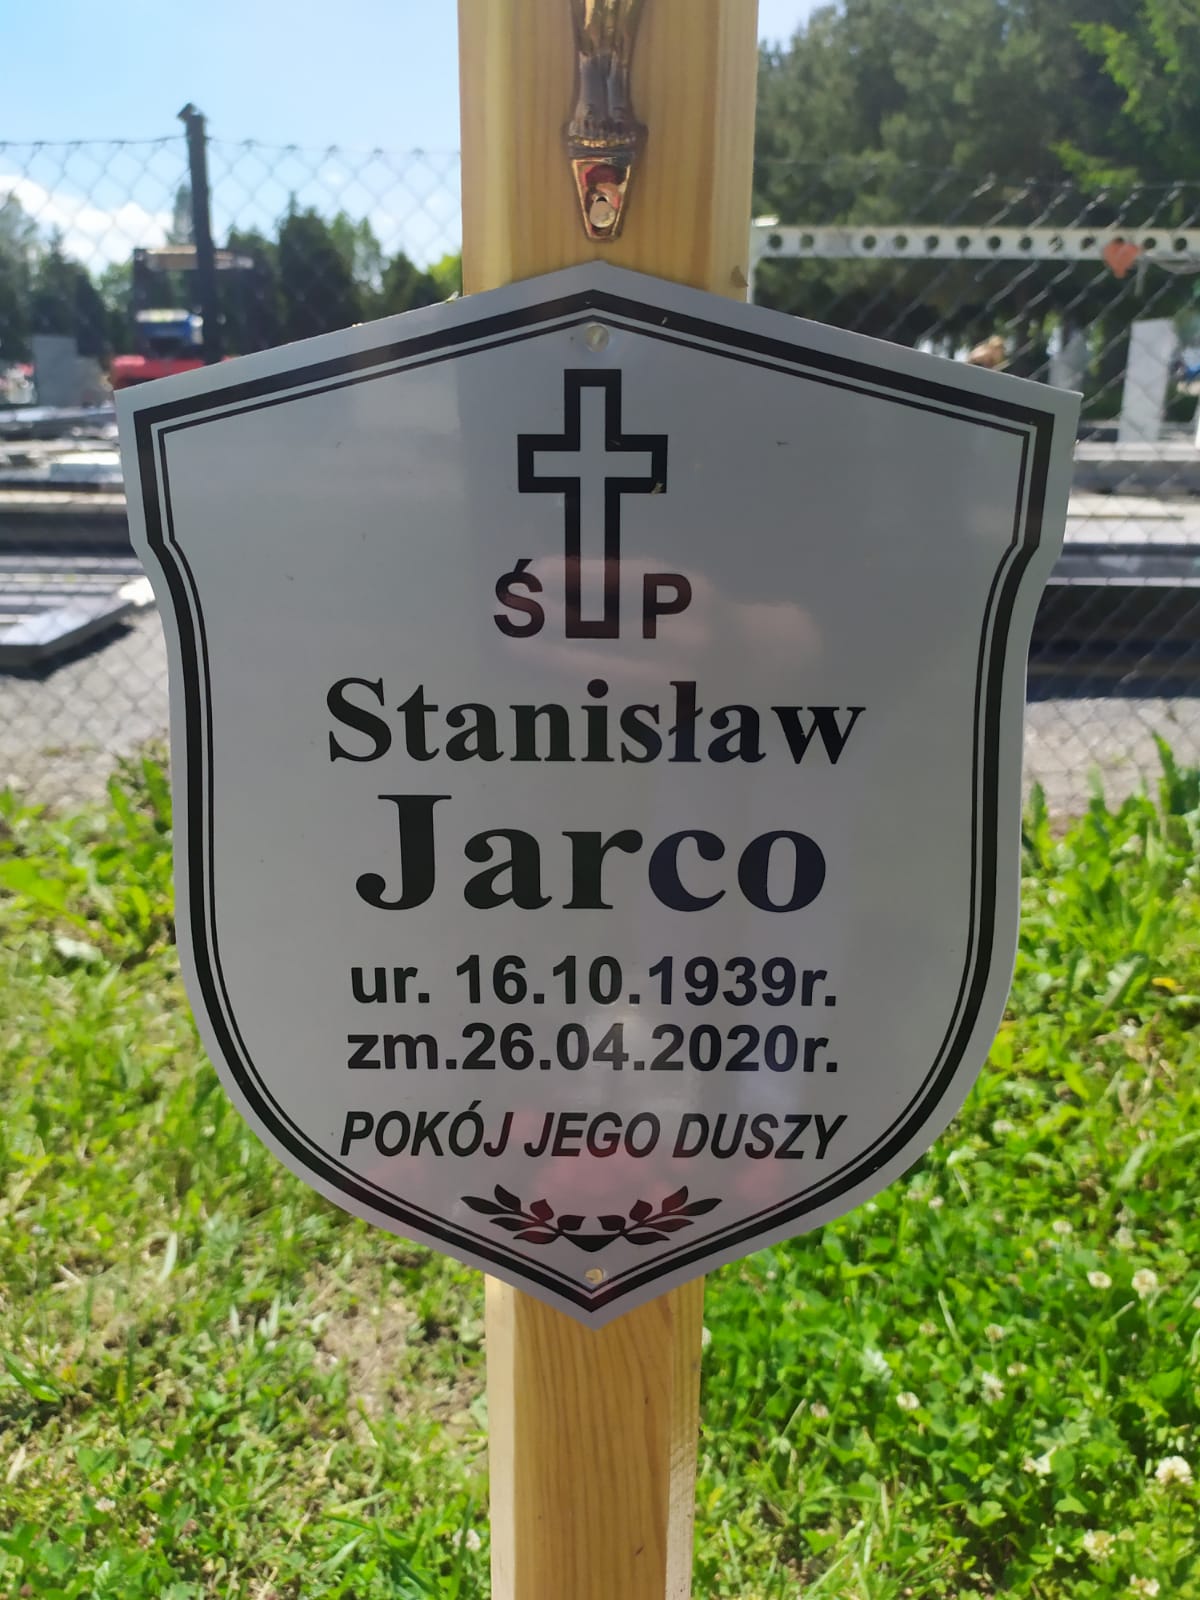 Ś P
Stanisław
Jarco
ur. 16.10.1939r.
zm.26.04.2020r.
POKÓJ JEGO DUSZY